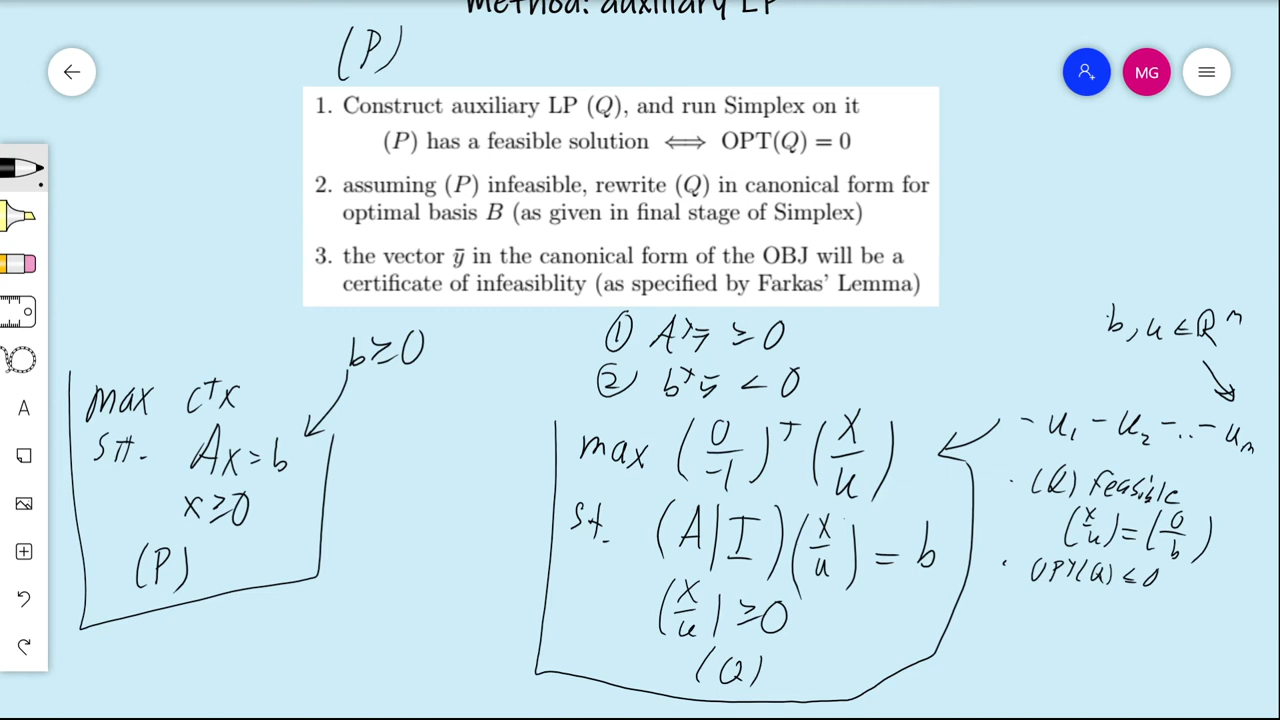 Method: auxiliary LP
(P)
MG
1. Construct auxiliary LP (Q), and run Simplex on it
(P) has a feasible solution ⟺ OPT(Q) = 0
2. assuming (P) infeasible, rewrite (Q) in canonical form for
optimal basis B (as given in final stage of Simplex)
3. the vector ȳ in the canonical form of the OBJ will be a
certificate of infeasiblity (as specified by Farkas' Lemma)
b≥0
max cᵀx
st. Ax=b
x≥0
(P)
① Aᵀȳ ≥ 0
② bᵀȳ < 0
max (0/-1)ᵀ (x/u)
st. (A|I)(x/u) = b
(x/u) ≥ 0
(Q)
b, u ∈ ℝᵐ
-u₁ -u₂ -..- uₘ
· (Q) feasible
(x/u) = (0/b)
· OPT(Q) ≤ 0
A